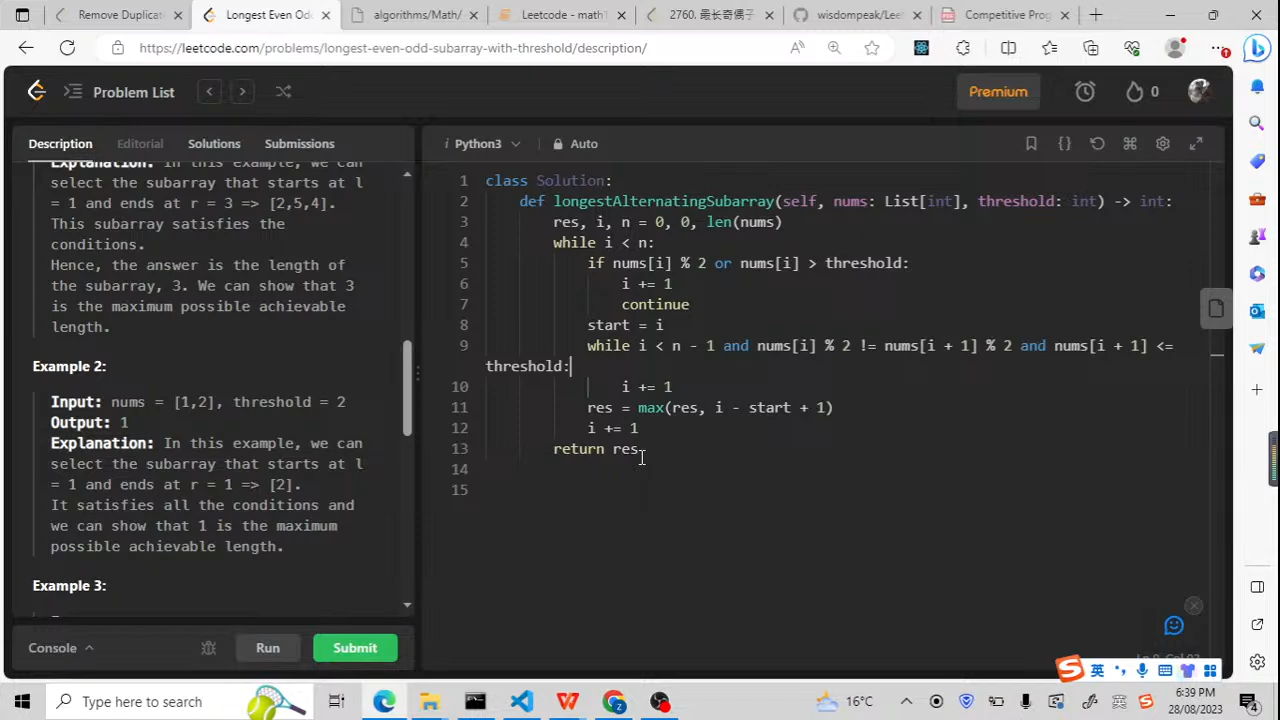 Remove Duplicate
Longest Even Odd
algorithms/Math/
Leetcode - mathT
2760. 最长奇偶子
wisdompeak/Leet
Competitive Prog
https://leetcode.com/problems/longest-even-odd-subarray-with-threshold/description/
Problem List
Premium
0
Description
Editorial
Solutions
Submissions
Python3
Auto
Explanation: In this example, we can
select the subarray that starts at l
= 1 and ends at r = 3 => [2,5,4].
This subarray satisfies the
conditions.
Hence, the answer is the length of
the subarray, 3. We can show that 3
is the maximum possible achievable
length.
Example 2:
Input: nums = [1,2], threshold = 2
Output: 1
Explanation: In this example, we can
select the subarray that starts at l
= 1 and ends at r = 1 => [2].
It satisfies all the conditions and
we can show that 1 is the maximum
possible achievable length.
Example 3:
1 class Solution:
2 def longestAlternatingSubarray(self, nums: List[int], threshold: int) -> int:
3 res, i, n = 0, 0, len(nums)
4 while i < n:
5 if nums[i] % 2 or nums[i] > threshold:
6 i += 1
7 continue
8 start = i
9 while i < n - 1 and nums[i] % 2 != nums[i + 1] % 2 and nums[i + 1] <=
threshold:
10 i += 1
11 res = max(res, i - start + 1)
12 i += 1
13 return res
14
15
Console
Run
Submit
英
Type here to search
16°C
6:39 PM
28/08/2023
4